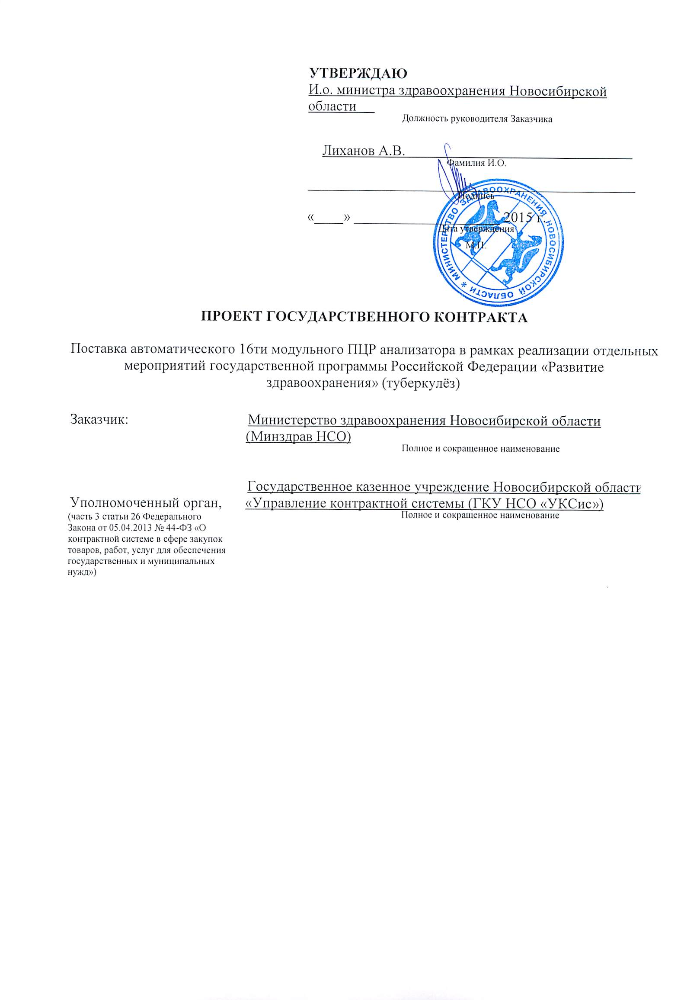 УТВЕРЖДАЮ
И.о. министра здравоохранения Новосибирской
области
Должность руководителя Заказчика
Лиханов А.В.
Фамилия И.О.
Подпись
«____» ____________________ 2015 г.
Дата утверждения
М.П.
МИНИСТЕРСТВО ЗДРАВООХРАНЕНИЯ НОВОСИБИРСКОЙ ОБЛАСТИ *
ПРОЕКТ ГОСУДАРСТВЕННОГО КОНТРАКТА
Поставка автоматического 16ти модульного ПЦР анализатора в рамках реализации отдельных
мероприятий государственной программы Российской Федерации «Развитие
здравоохранения» (туберкулёз)
Заказчик:
Министерство здравоохранения Новосибирской области
(Минздрав НСО)
Полное и сокращенное наименование
Уполномоченный орган,
(часть 3 статьи 26 Федерального
Закона от 05.04.2013 № 44-ФЗ «О
контрактной системе в сфере закупок
товаров, работ, услуг для обеспечения
государственных и муниципальных
нужд»)
Государственное казенное учреждение Новосибирской области
«Управление контрактной системы (ГКУ НСО «УКСис»)
Полное и сокращенное наименование